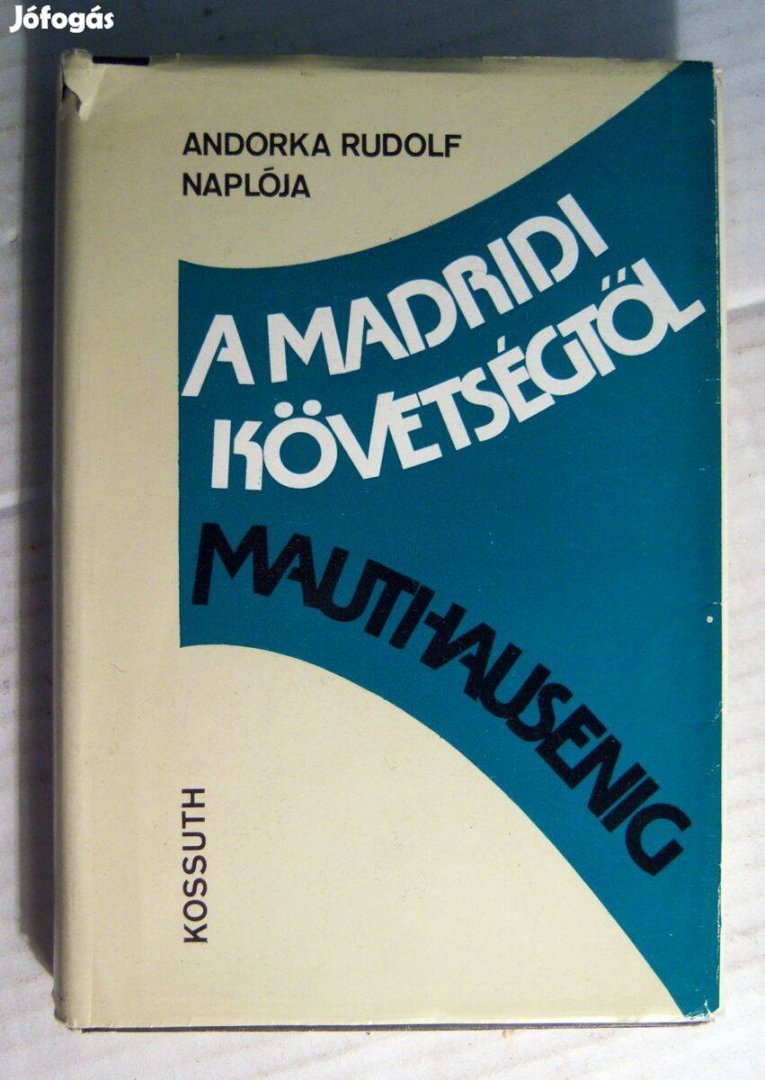 Jófogás
ANDORKA RUDOLF
NAPLÓJA
A MADRIDI
KÖVETSÉGTŐL
MAUTHAUSENIG
KOSSUTH